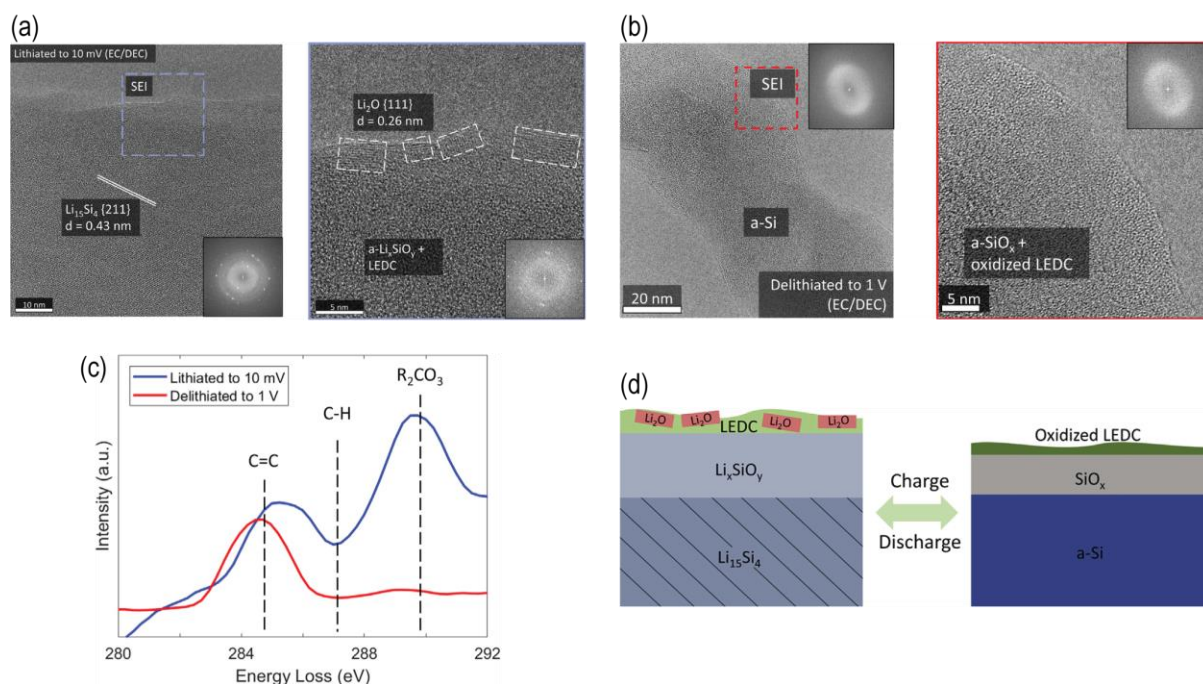 (a)
Lithiated to 10 mV (EC/DEC)
SEI
Li₁₅Si₄ {211}
d = 0.43 nm
10 nm
Li₂O {111}
d = 0.26 nm
a-LiₓSiOᵧ +
LEDC
5 nm
(b)
SEI
a-Si
20 nm
Delithiated to 1 V
(EC/DEC)
a-SiOₓ +
oxidized LEDC
5 nm
(c)
Lithiated to 10 mV
Delithiated to 1 V
C=C
C-H
R₂CO₃
Intensity (a.u.)
280 284 288 292
Energy Loss (eV)
(d)
Li₂O Li₂O Li₂O Li₂O
LEDC
LiₓSiOᵧ
Li₁₅Si₄
Charge
Discharge
Oxidized LEDC
SiOₓ
a-Si